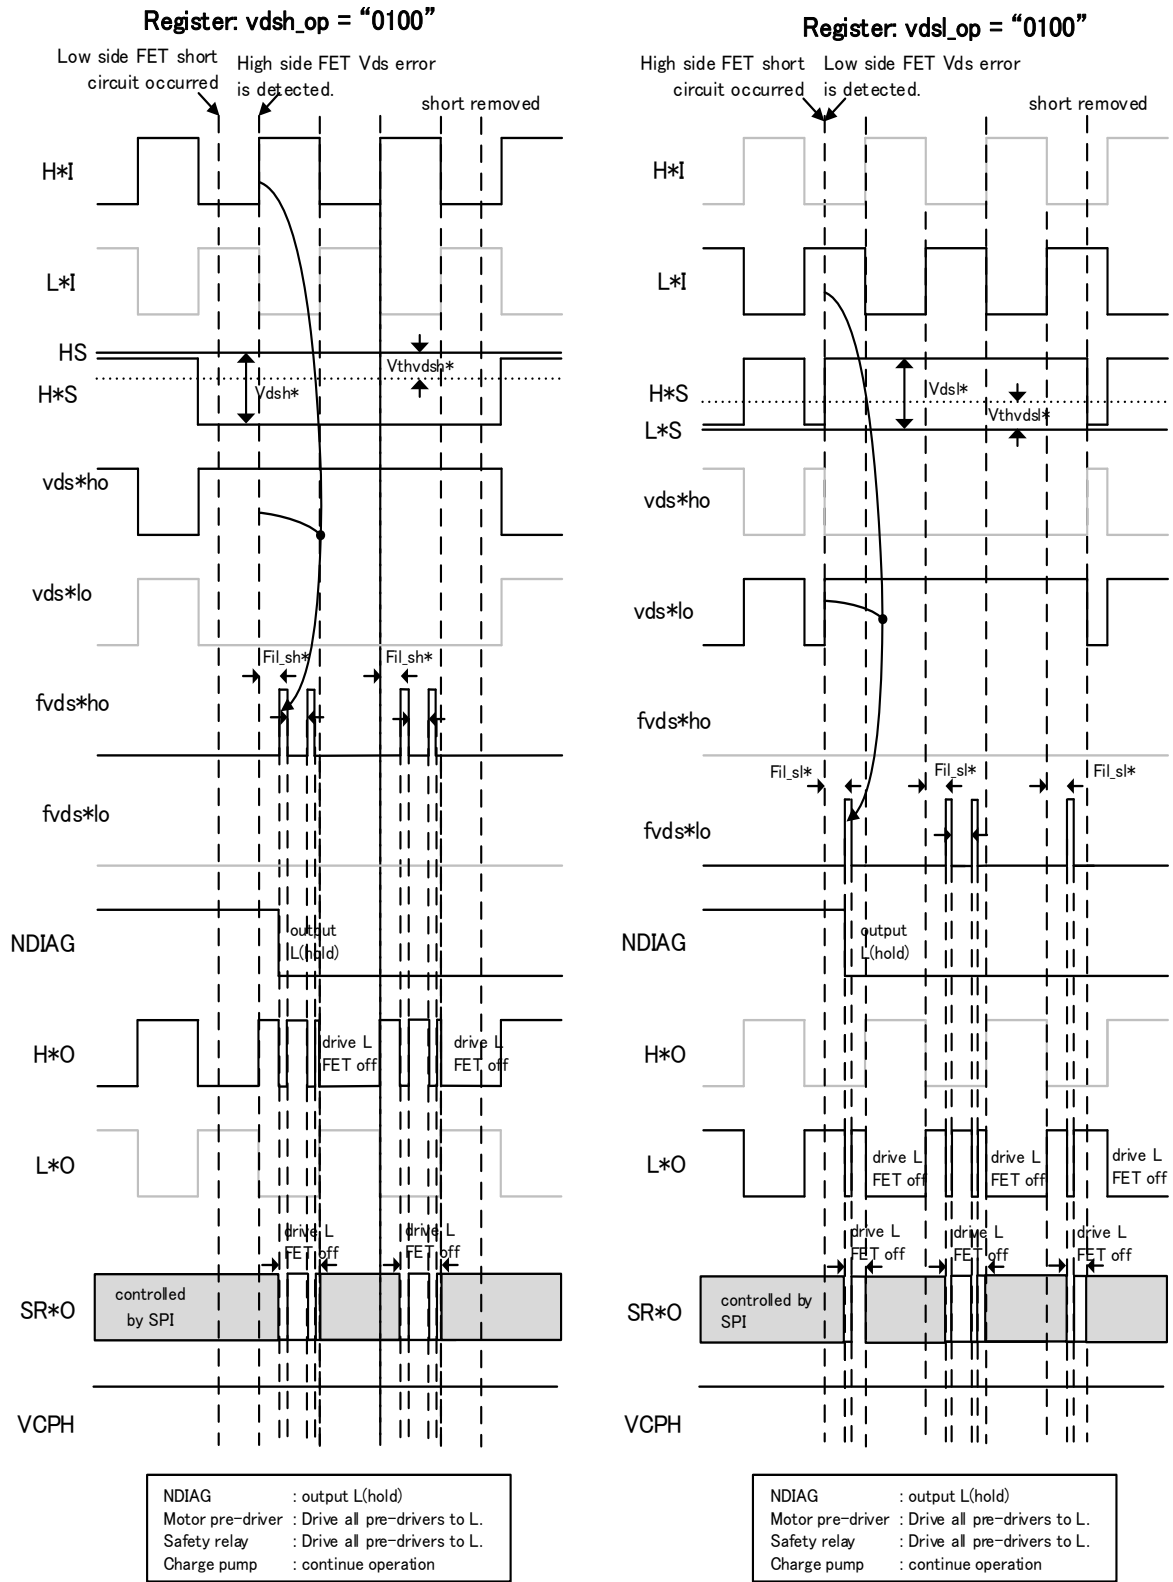 Register: vdsh_op = “0100”
Low side FET short
circuit occurred
High side FET Vds error
is detected.
short removed
H*I
L*I
HS
Vthvdsh*
H*S
Vdsh*
vds*ho
vds*lo
Fil_sh*
Fil_sh*
fvds*ho
fvds*lo
NDIAG
output
L(hold)
H*O
drive L
FET off
drive L
FET off
L*O
drive L
FET off
drive L
FET off
SR*O
controlled
by SPI
VCPH
NDIAG : output L(hold)
Motor pre-driver : Drive all pre-drivers to L.
Safety relay : Drive all pre-drivers to L.
Charge pump : continue operation
Register: vdsl_op = “0100”
High side FET short
circuit occurred
Low side FET Vds error
is detected.
short removed
H*I
L*I
H*S
Vdsl*
Vthvdsl*
L*S
vds*ho
vds*lo
fvds*ho
Fil_sl*
Fil_sl*
Fil_sl*
fvds*lo
NDIAG
output
L(hold)
H*O
L*O
drive L
FET off
drive L
FET off
drive L
FET off
drive L
FET off
drive L
FET off
drive L
FET off
SR*O
controlled by
SPI
VCPH
NDIAG : output L(hold)
Motor pre-driver : Drive all pre-drivers to L.
Safety relay : Drive all pre-drivers to L.
Charge pump : continue operation